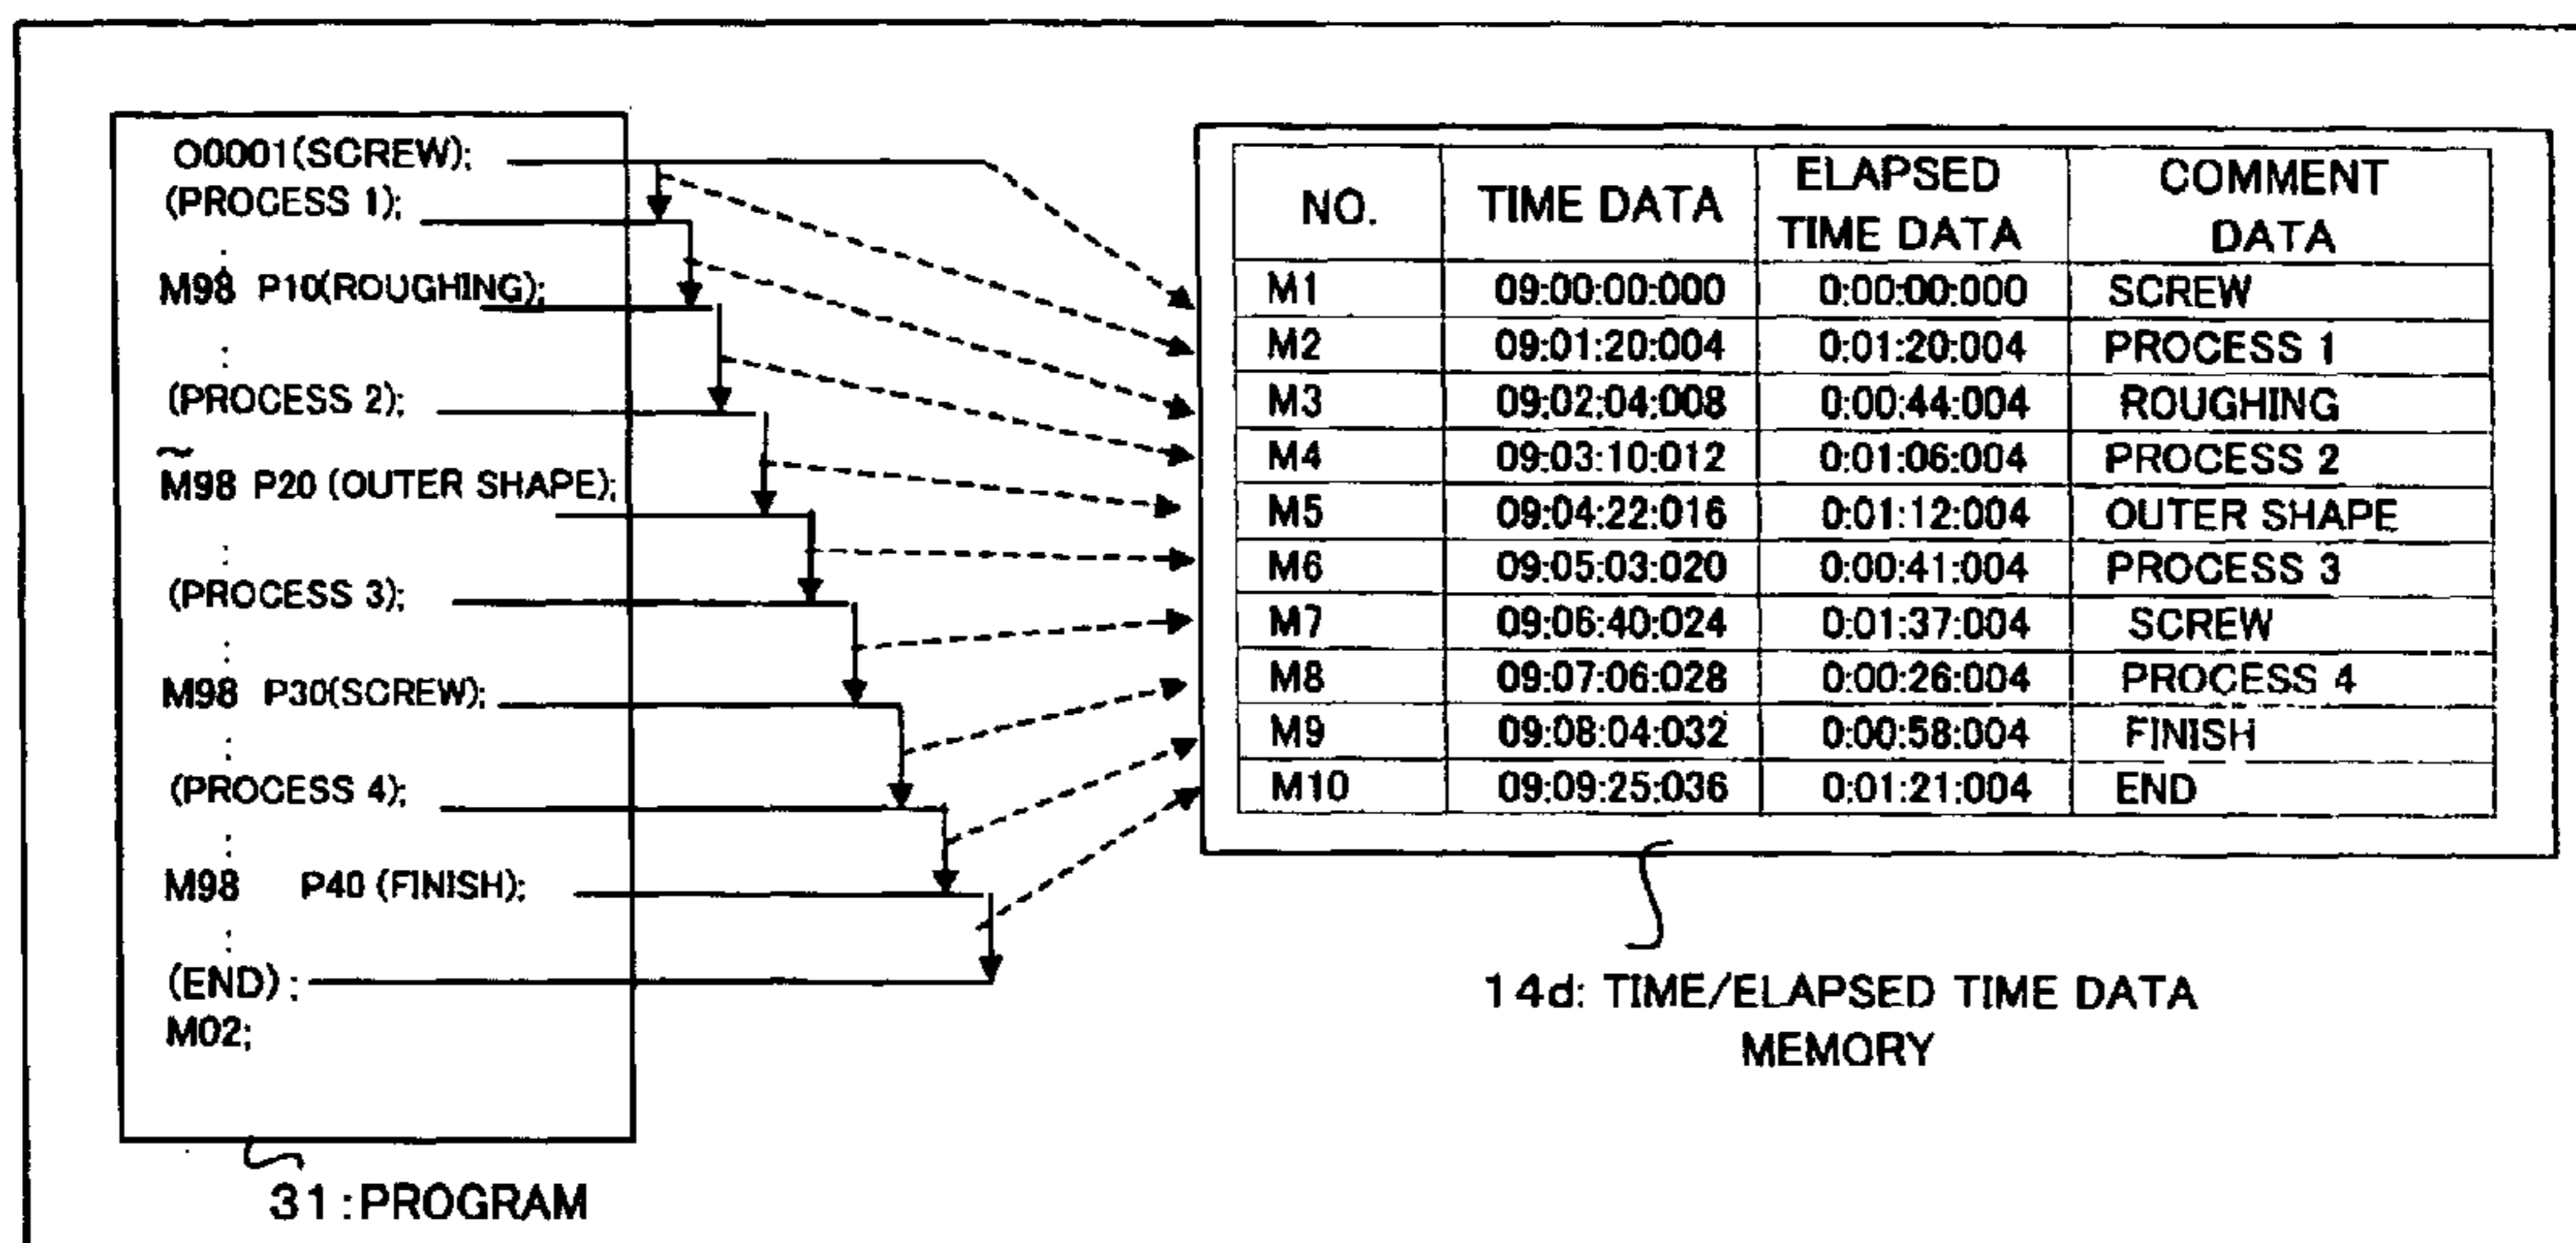 O0001(SCREW);
(PROCESS 1);
:
M98 P10(ROUGHING);
:
(PROCESS 2);
~
M98 P20 (OUTER SHAPE);
:
(PROCESS 3);
:
M98 P30(SCREW);
:
(PROCESS 4);
:
M98 P40 (FINISH);
:
(END);
M02;
31:PROGRAM
NO. TIME DATA ELAPSED TIME DATA COMMENT DATA
M1 09:00:00:000 0:00:00:000 SCREW
M2 09:01:20:004 0:01:20:004 PROCESS 1
M3 09:02:04:008 0:00:44:004 ROUGHING
M4 09:03:10:012 0:01:06:004 PROCESS 2
M5 09:04:22:016 0:01:12:004 OUTER SHAPE
M6 09:05:03:020 0:00:41:004 PROCESS 3
M7 09:06:40:024 0:01:37:004 SCREW
M8 09:07:06:028 0:00:26:004 PROCESS 4
M9 09:08:04:032 0:00:58:004 FINISH
M10 09:09:25:036 0:01:21:004 END
14d: TIME/ELAPSED TIME DATA
MEMORY